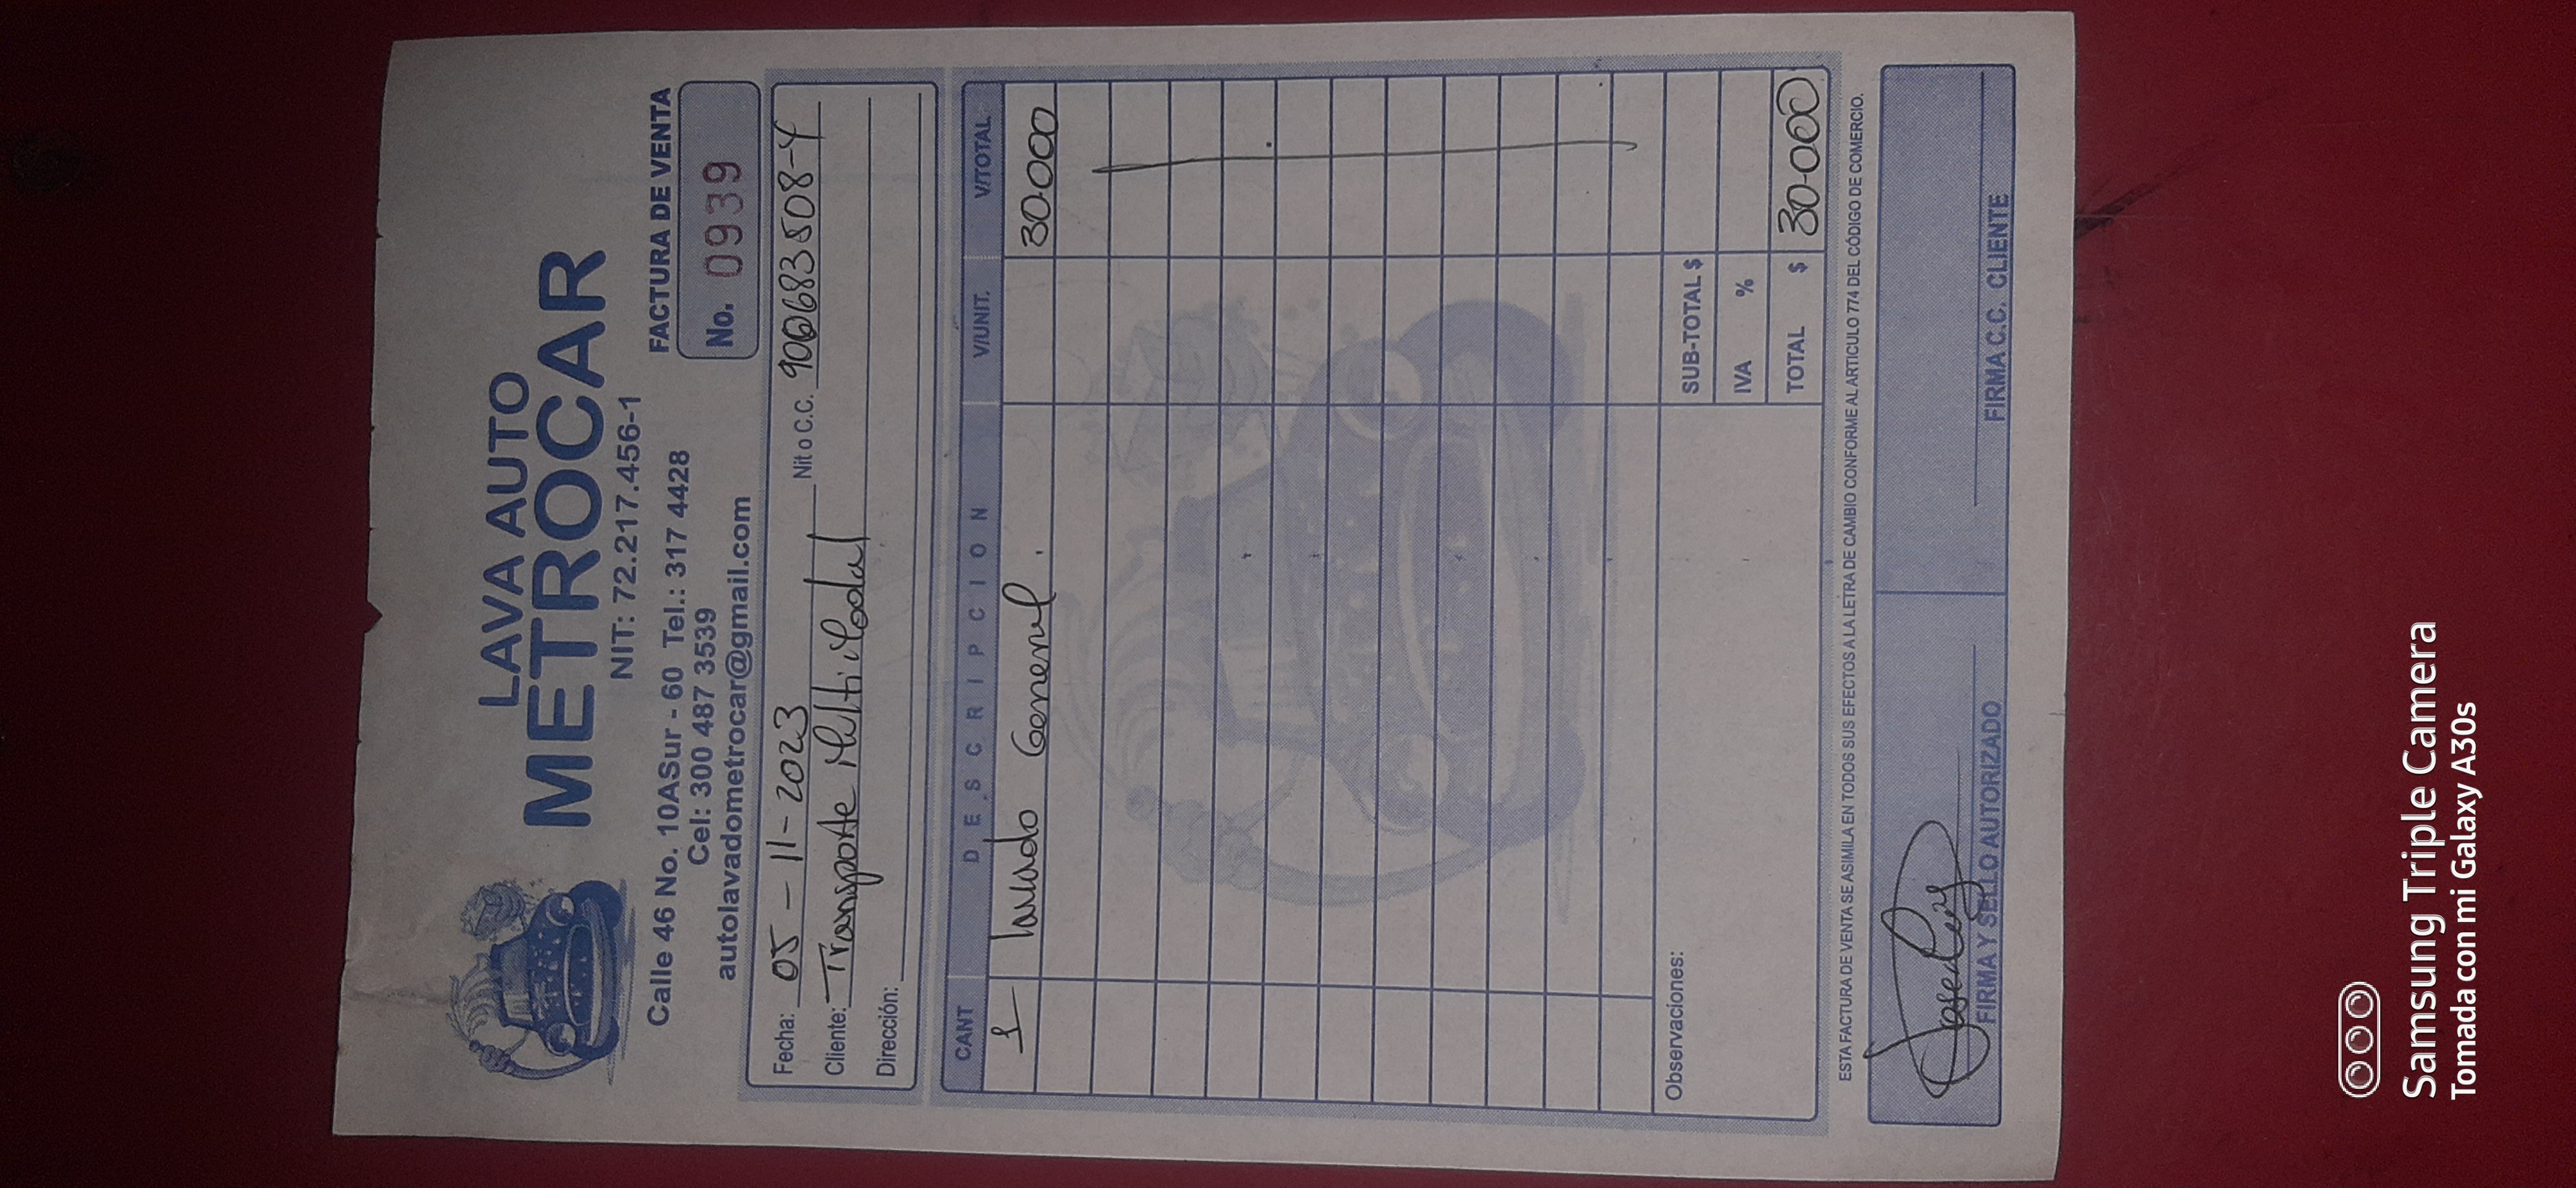 LAVA AUTO
METROCAR
NIT: 72.217.456-1
Calle 46 No. 10ASur - 60 Tel.: 317 4428
Cel: 300 487 3539
autolavadometrocar@gmail.com
FACTURA DE VENTA
No. 0939
Fecha: 05-11-2023 Nit o C.C. 900683508-4
Cliente: Transporte Multimodal
Dirección:
CANT DESCRIPCION V/UNIT. V/TOTAL
1 lavado General. 30.000
Observaciones:
SUB-TOTAL $
IVA %
TOTAL $ 30.000
ESTA FACTURA DE VENTA SE ASIMILA EN TODOS SUS EFECTOS A LA LETRA DE CAMBIO CONFORME AL ARTICULO 774 DEL CÓDIGO DE COMERCIO.
FIRMA Y SELLO AUTORIZADO
FIRMA C.C. CLIENTE
Samsung Triple Camera
Tomada con mi Galaxy A30s